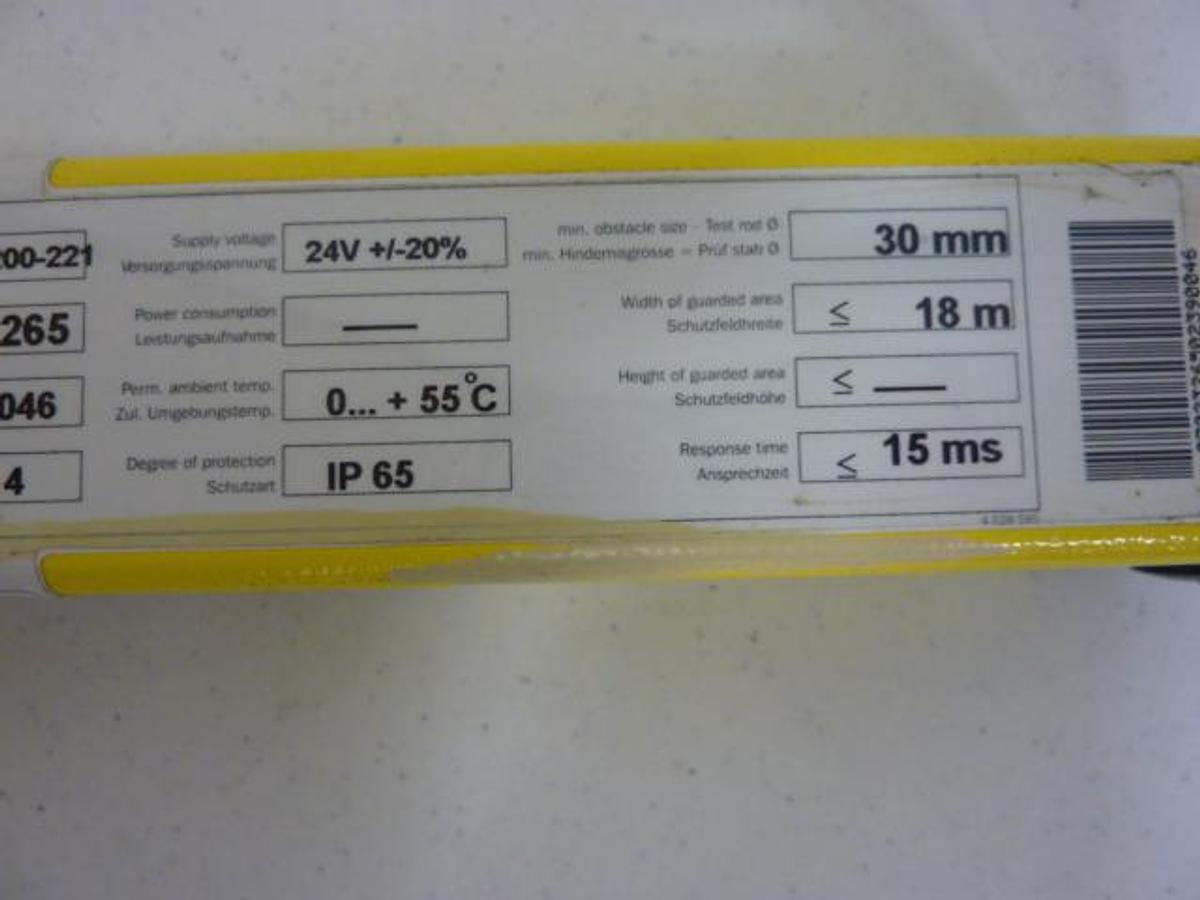 00-221
265
046
4
Supply voltage
Versorgungsspannung
24V +/-20%
Power consumption
Leistungsaufnahme
Perm. ambient temp.
Zul. Umgebungstemp.
0... + 55°C
Degree of protection
Schutzart
IP 65
min. obstacle size - Test rod Ø
min. Hindernisgrösse = Prüf stab Ø
30 mm
Width of guarded area
Schutzfeldbreite
≤ 18 m
Height of guarded area
Schutzfeldhöhe
≤
Response time
Ansprechzeit
≤ 15 ms